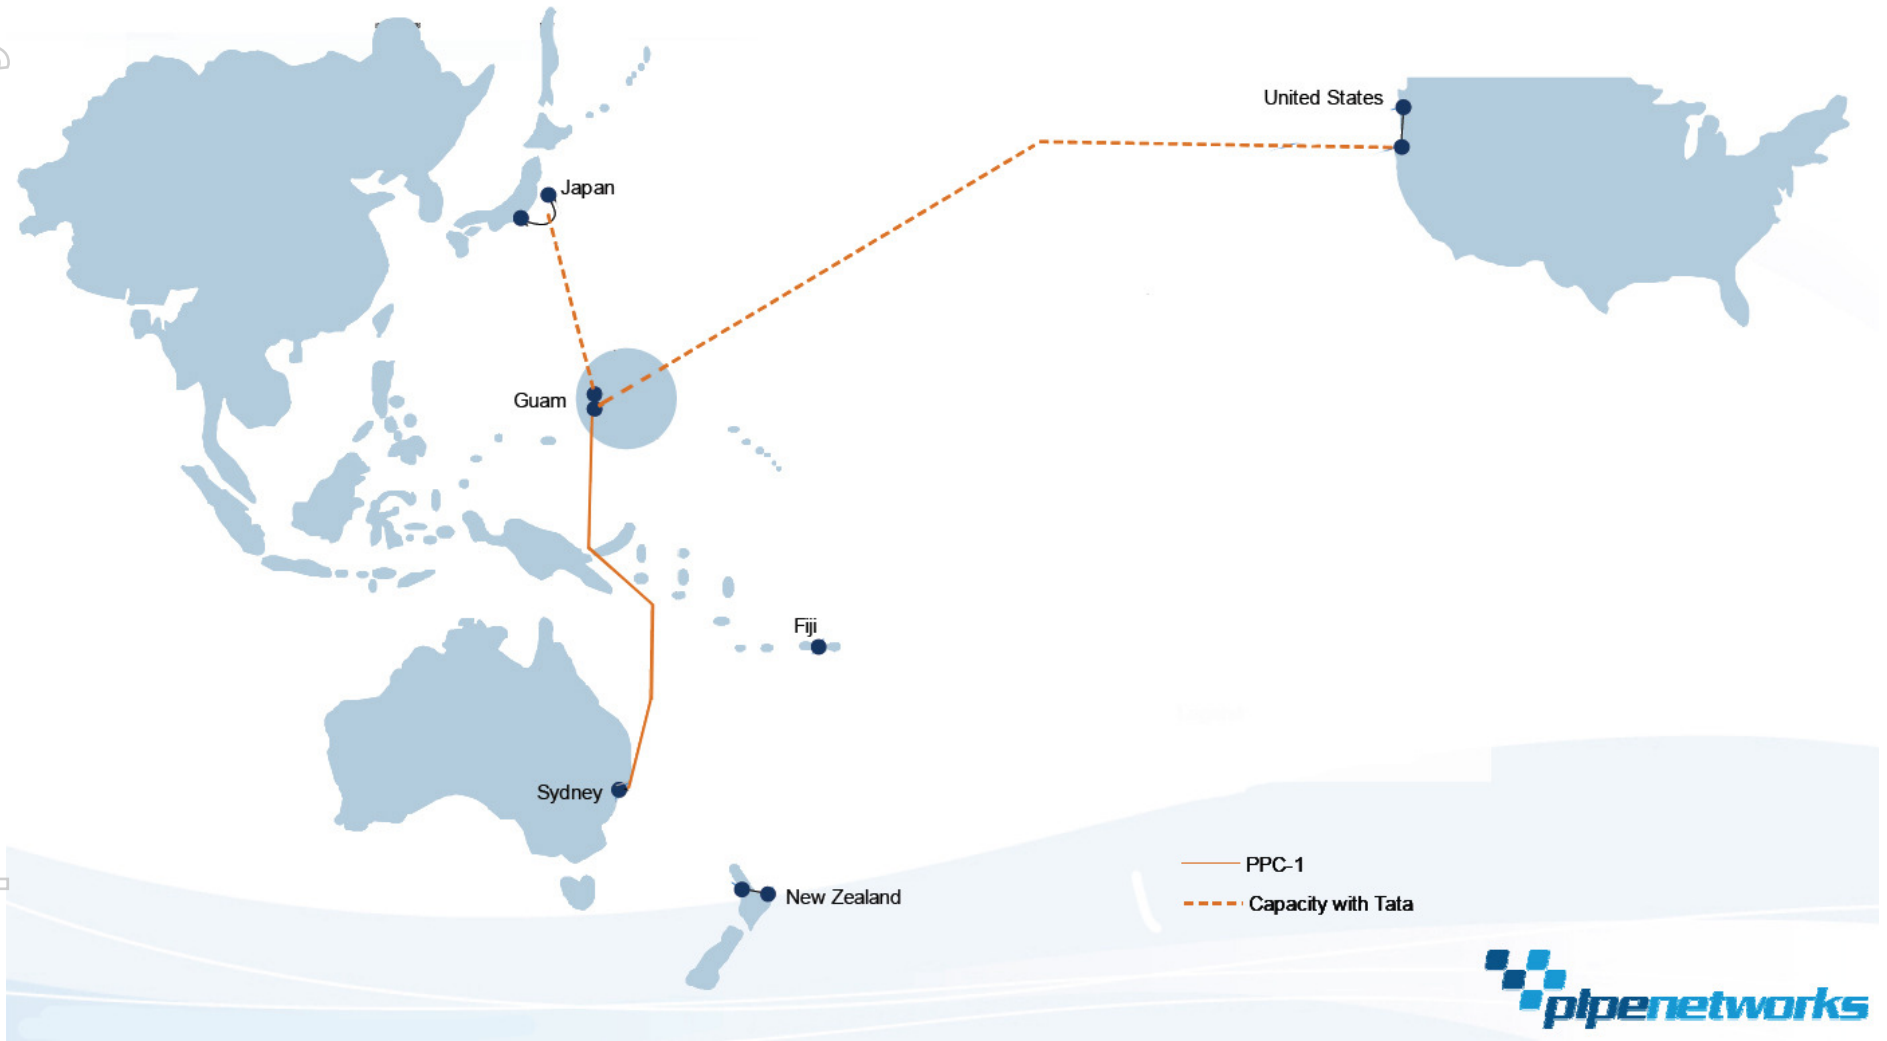 United States
Japan
Guam
Fiji
Sydney
New Zealand
PPC-1
Capacity with Tata
pipenetworks